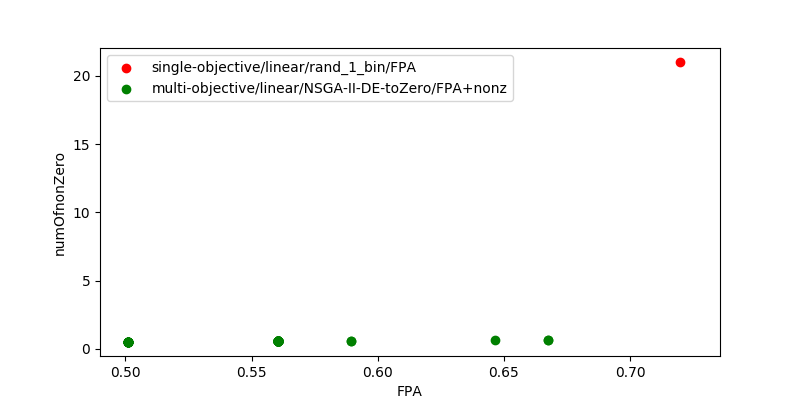 single-objective/linear/rand_1_bin/FPA
multi-objective/linear/NSGA-II-DE-toZero/FPA+nonz
20
15
10
5
0
numOfnonZero
0.50 0.55 0.60 0.65 0.70
FPA